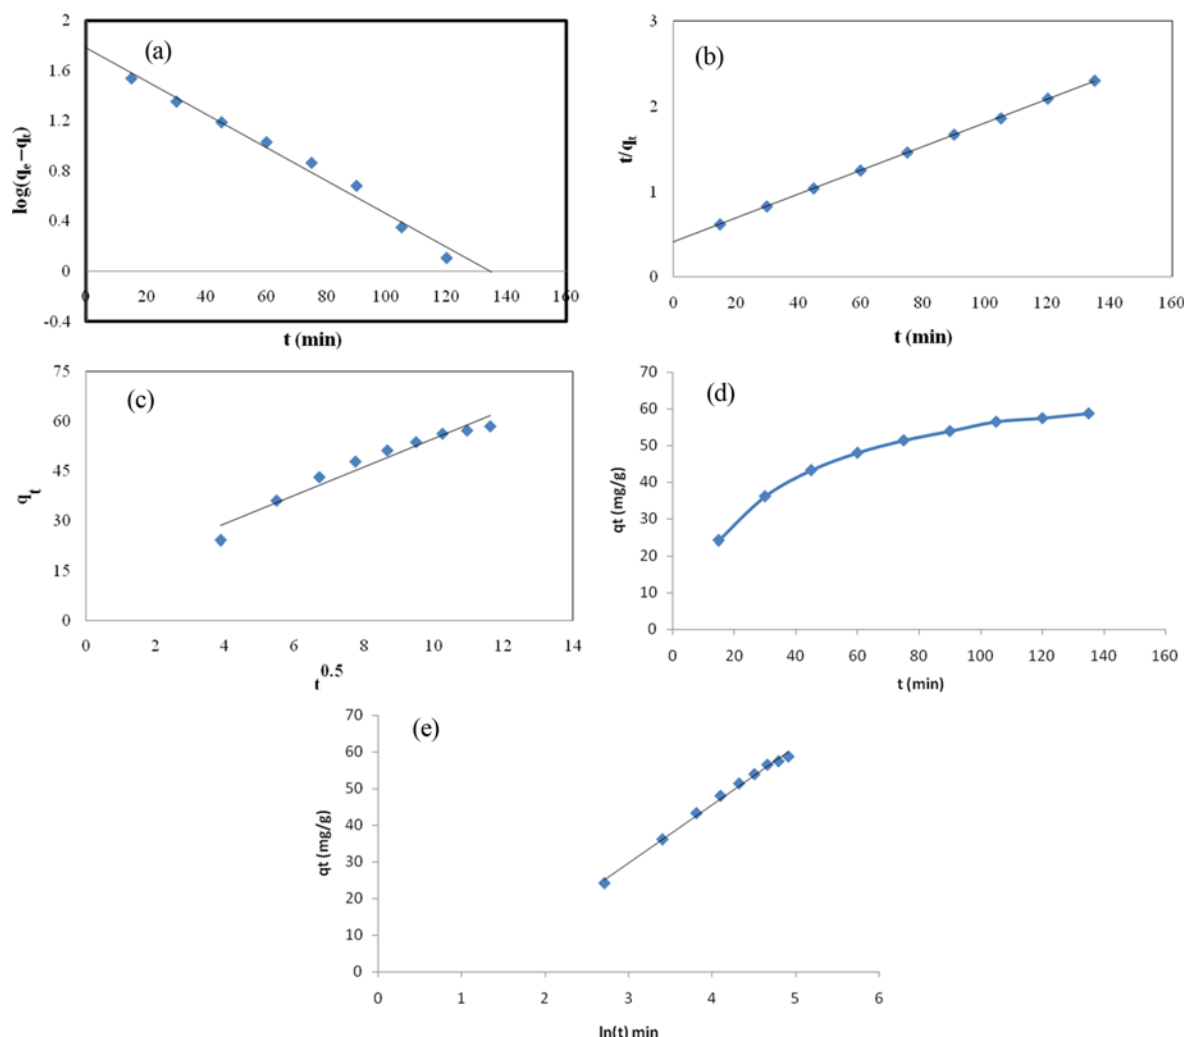 (a)
2
1.6
1.2
0.8
0.4
0
-0.4
log(qe−qt)
0 20 40 60 80 100 120 140 160
t (min)
(b)
3
2
1
0
t/qt
0 20 40 60 80 100 120 140 160
t (min)
(c)
75
60
45
30
15
0
qt
0 2 4 6 8 10 12 14
t0.5
(d)
70
60
50
40
30
20
10
0
qt (mg/g)
0 20 40 60 80 100 120 140 160
t (min)
(e)
70
60
50
40
30
20
10
0
qt (mg/g)
0 1 2 3 4 5 6
ln(t) min